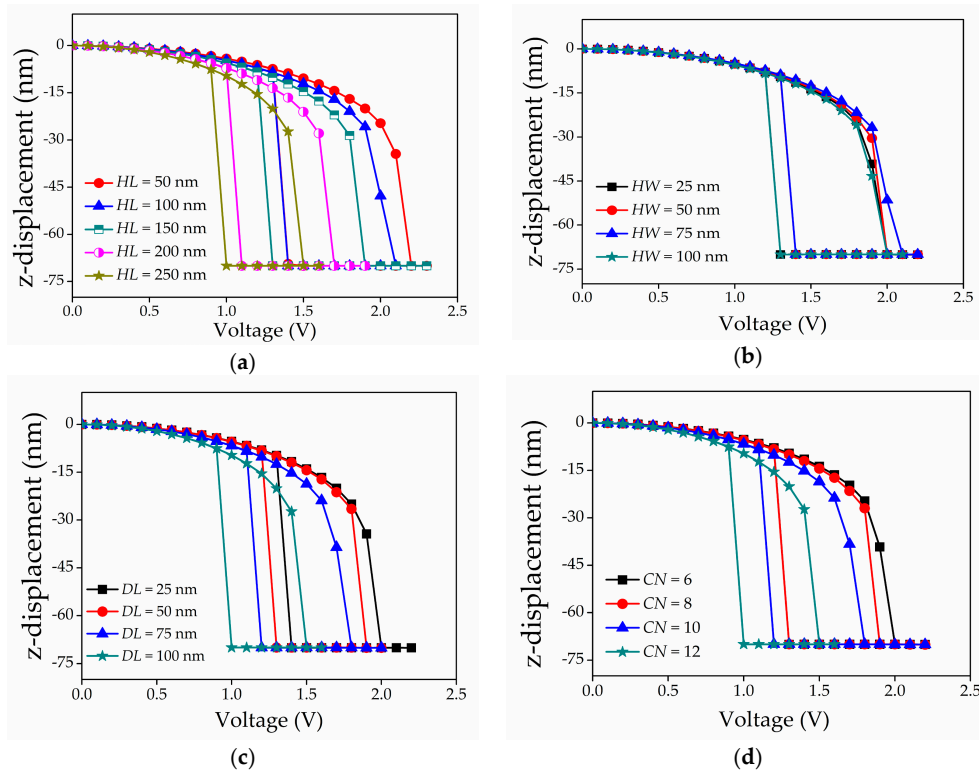 0
-15
-30
-45
-60
-75
z-displacement (nm)
HL = 50 nm
HL = 100 nm
HL = 150 nm
HL = 200 nm
HL = 250 nm
0.0 0.5 1.0 1.5 2.0 2.5
Voltage (V)
(a)
0
-15
-30
-45
-60
-75
z-displacement (nm)
HW = 25 nm
HW = 50 nm
HW = 75 nm
HW = 100 nm
0.0 0.5 1.0 1.5 2.0 2.5
Voltage (V)
(b)
0
-15
-30
-45
-60
-75
z-displacement (nm)
DL = 25 nm
DL = 50 nm
DL = 75 nm
DL = 100 nm
0.0 0.5 1.0 1.5 2.0 2.5
Voltage (V)
(c)
0
-15
-30
-45
-60
-75
z-displacement (nm)
CN = 6
CN = 8
CN = 10
CN = 12
0.0 0.5 1.0 1.5 2.0 2.5
Voltage (V)
(d)